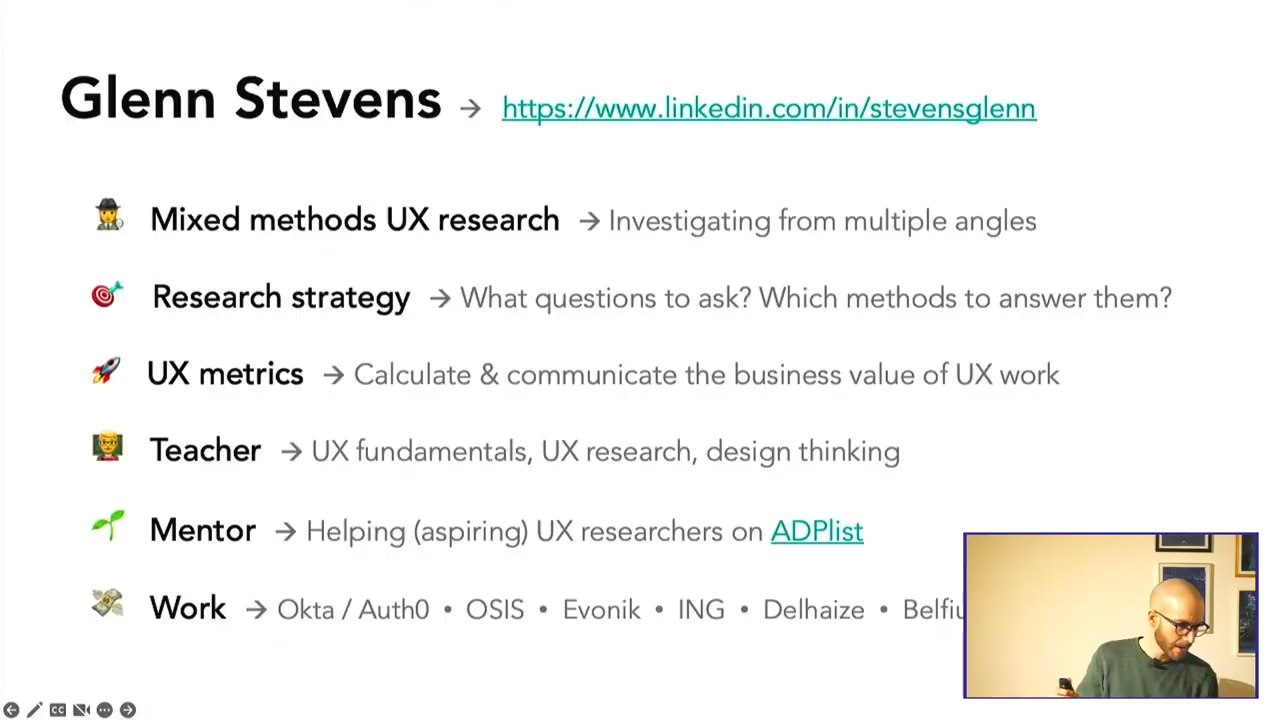 Glenn Stevens → https://www.linkedin.com/in/stevensglenn
Mixed methods UX research → Investigating from multiple angles
Research strategy → What questions to ask? Which methods to answer them?
UX metrics → Calculate & communicate the business value of UX work
Teacher → UX fundamentals, UX research, design thinking
Mentor → Helping (aspiring) UX researchers on ADPlist
Work → Okta / Auth0 • OSIS • Evonik • ING • Delhaize •
CC